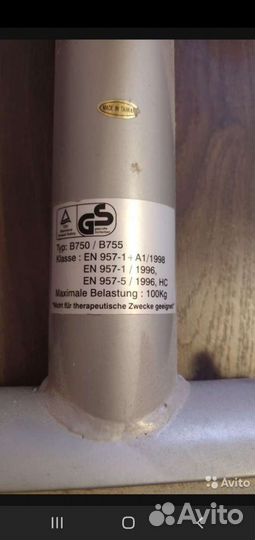 MADE IN TAIWAN
GS
Typ: B750 / B755
Klasse : EN 957-1+A1/1998
EN 957-1 / 1996,
EN 957-5 / 1996, HC
Maximale Belastung : 100Kg
*Nicht für therapeutische Zwecke geeignet*
Avito
Avito